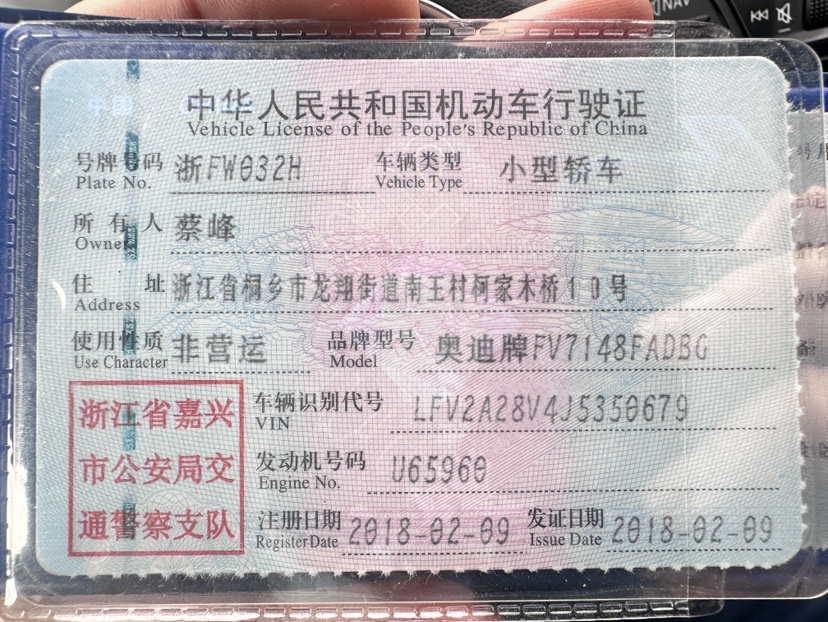 中华人民共和国机动车行驶证
Vehicle License of the People's Republic of China
号牌号码 浙FW032H 车辆类型 小型轿车
Plate No. Vehicle Type
所有人 蔡峰
Owner
住址 浙江省桐乡市龙翔街道南王村柯家木桥10号
Address
使用性质 非营运 品牌型号 奥迪牌FV7148FADBG
Use Character Model
浙江省嘉兴
市公安局交
通警察支队
车辆识别代号 LFV2A28V4J5350679
VIN
发动机号码 U65960
Engine No.
注册日期 2018-02-09 发证日期 2018-02-09
Register Date Issue Date
NAV